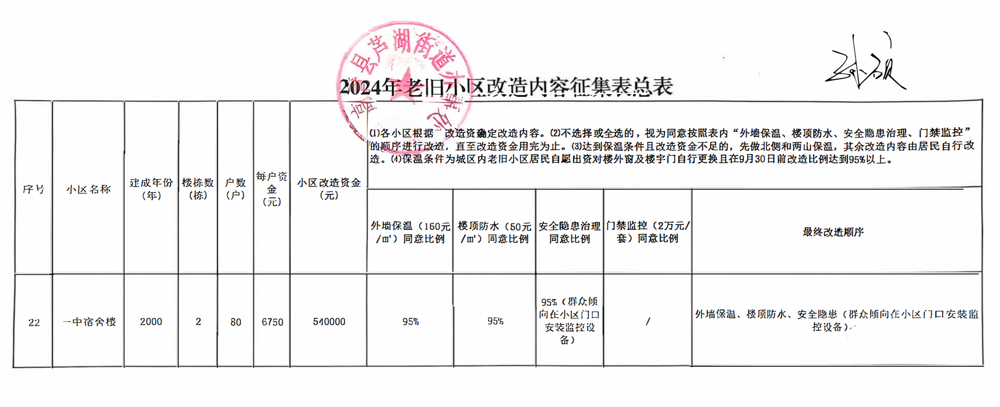 县芦湖街道办
2024年老旧小区改造内容征集表总表
序号
小区名称
建成年份
（年）
楼栋数
（栋）
户数
（户）
每户资
金
（元）
小区改造资金
（元）
(1)各小区根据 改造资 确定改造内容。(2)不选择或全选的，视为同意按照表内“外墙保温、楼顶防水、安全隐患治理、门禁监控”
的顺序进行改造，直至改造资金用完为止。(3)达到保温条件且改造资金不足的，先做北侧和两山保温，其余改造内容由居民自行改
造。(4)保温条件为城区内老旧小区居民自愿出资对楼外窗及楼宇门自行更换且在9月30日前改造比例达到95%以上。
外墙保温（160元
/㎡）同意比例
楼顶防水（50元
/㎡）同意比例
安全隐患治理
同意比例
门禁监控（2万元/
套）同意比例
最终改造顺序
22
一中宿舍楼
2000
2
80
6750
540000
95%
95%
95%（群众倾
向在小区门口
安装监控设
备）
/
外墙保温、楼顶防水、安全隐患（群众倾向在小区门口安装监
控设备）